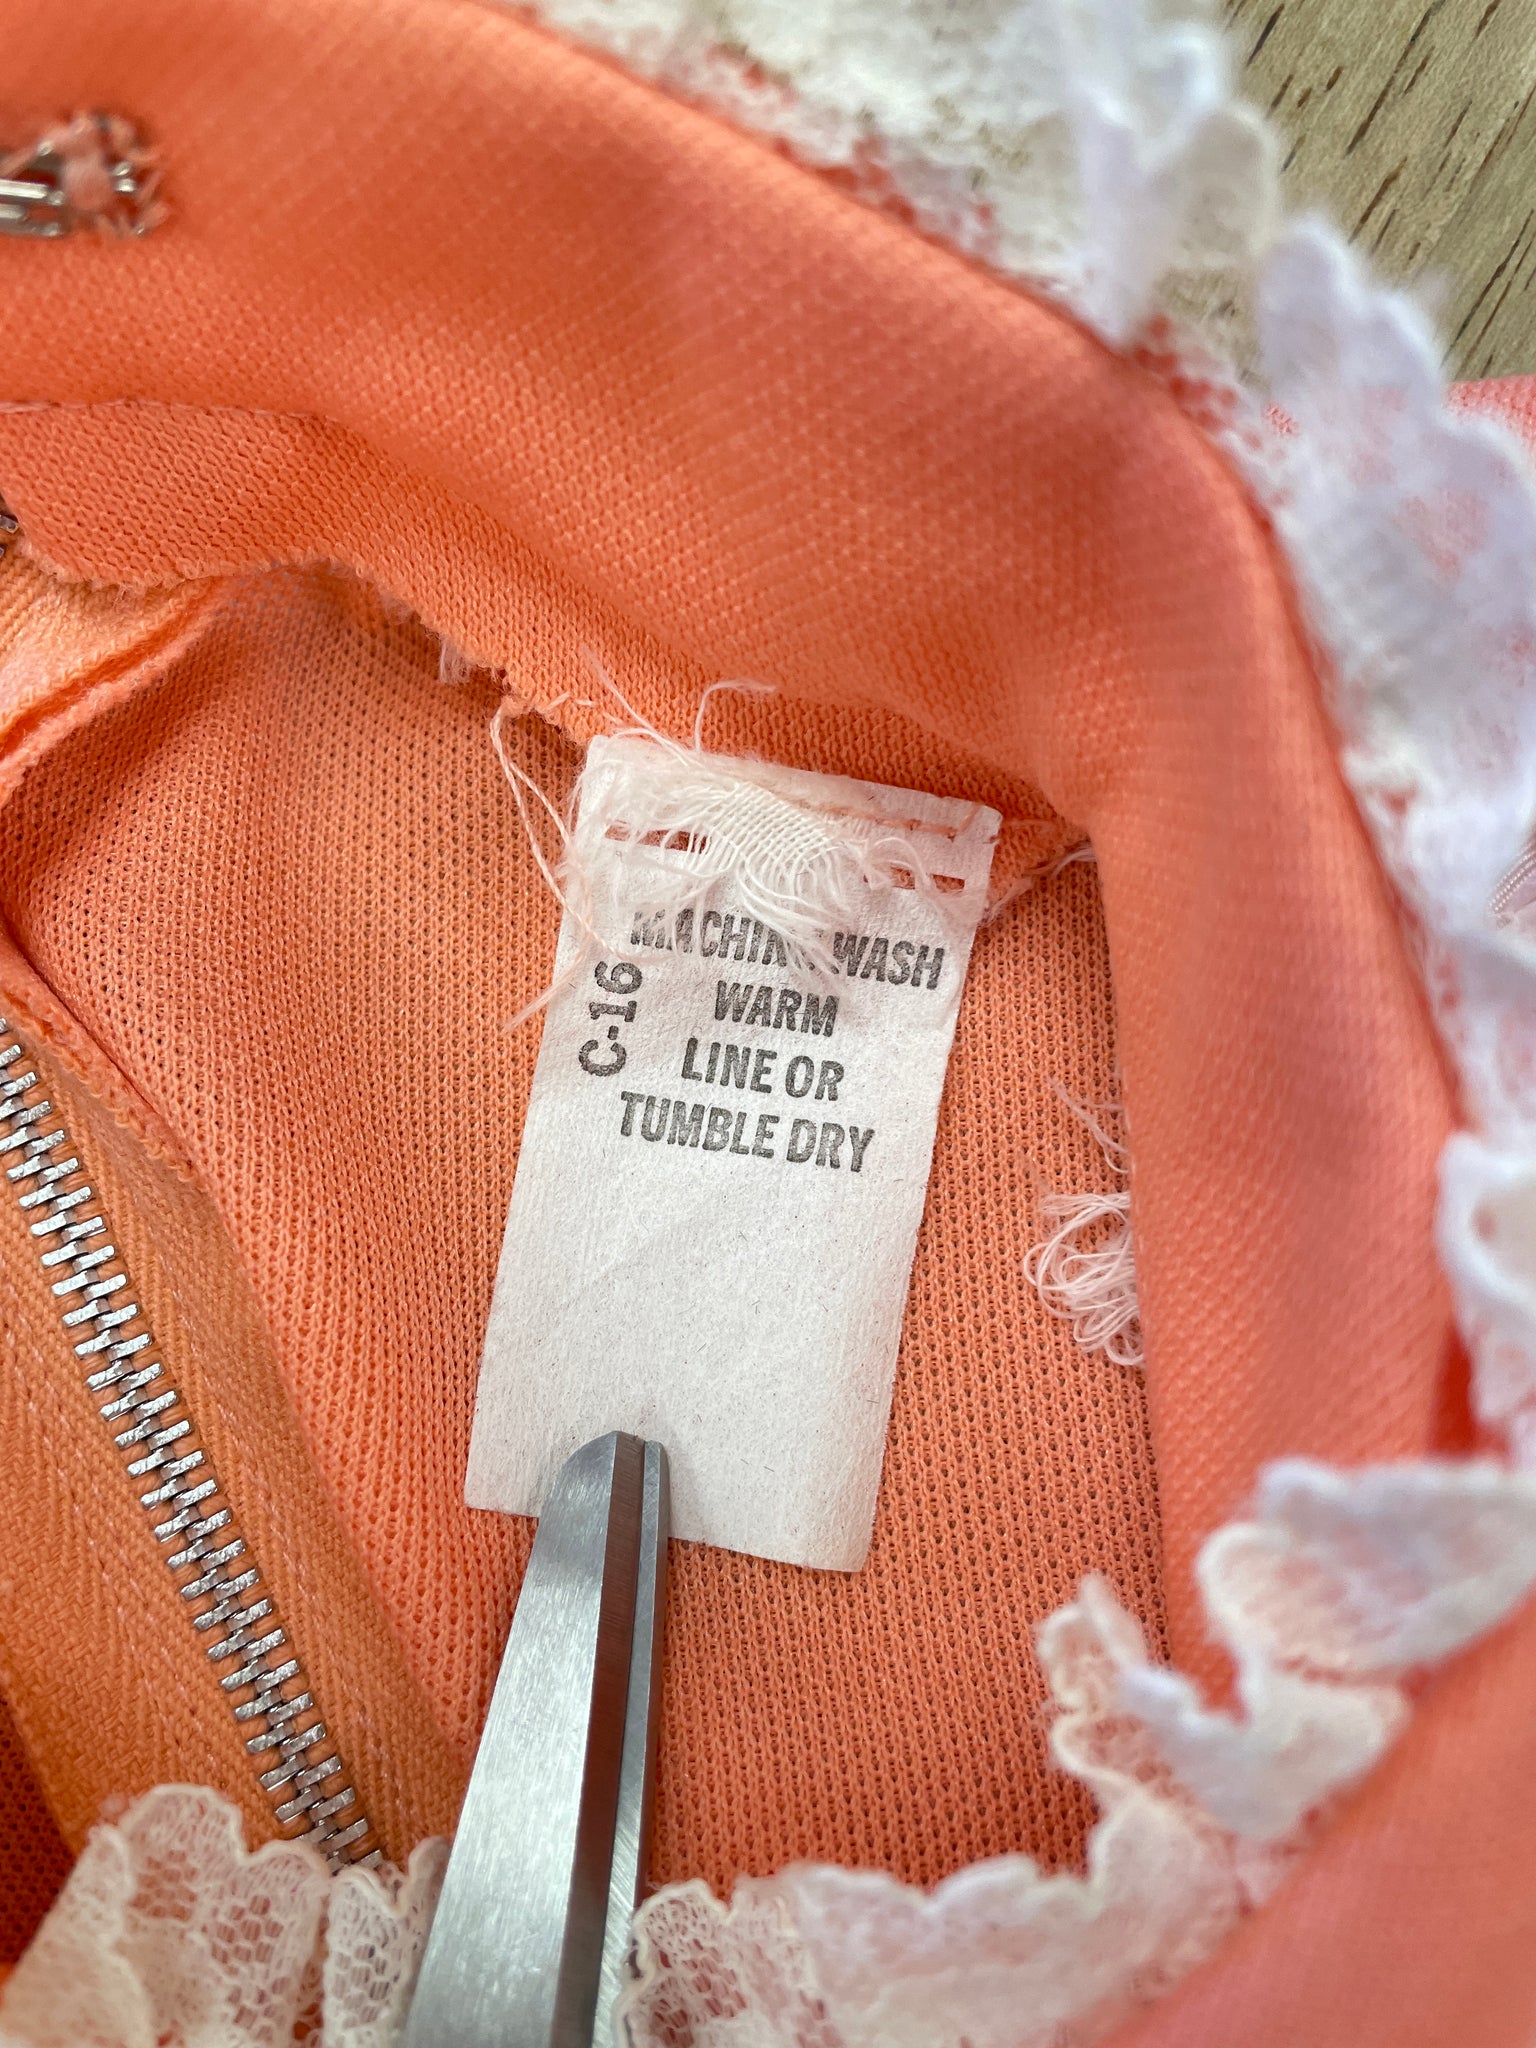 MACHINE WASH
WARM
LINE OR
TUMBLE DRY
C-16